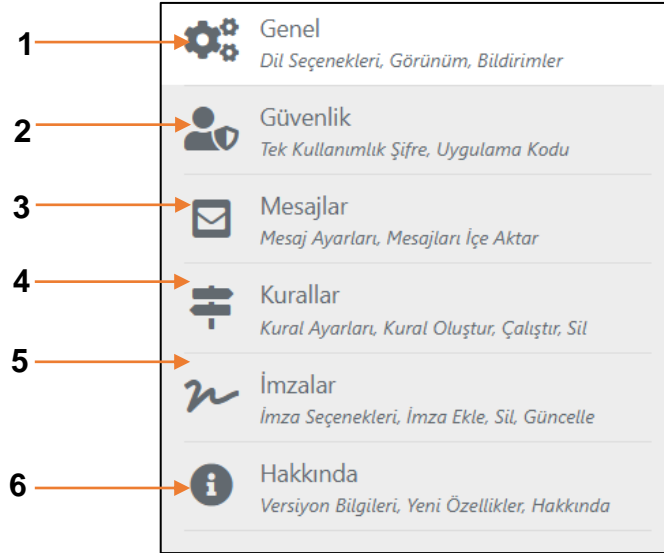 1
Genel
Dil Seçenekleri, Görünüm, Bildirimler
2
Güvenlik
Tek Kullanımlık Şifre, Uygulama Kodu
3
Mesajlar
Mesaj Ayarları, Mesajları İçe Aktar
4
Kurallar
Kural Ayarları, Kural Oluştur, Çalıştır, Sil
5
İmzalar
İmza Seçenekleri, İmza Ekle, Sil, Güncelle
6
Hakkında
Versiyon Bilgileri, Yeni Özellikler, Hakkında